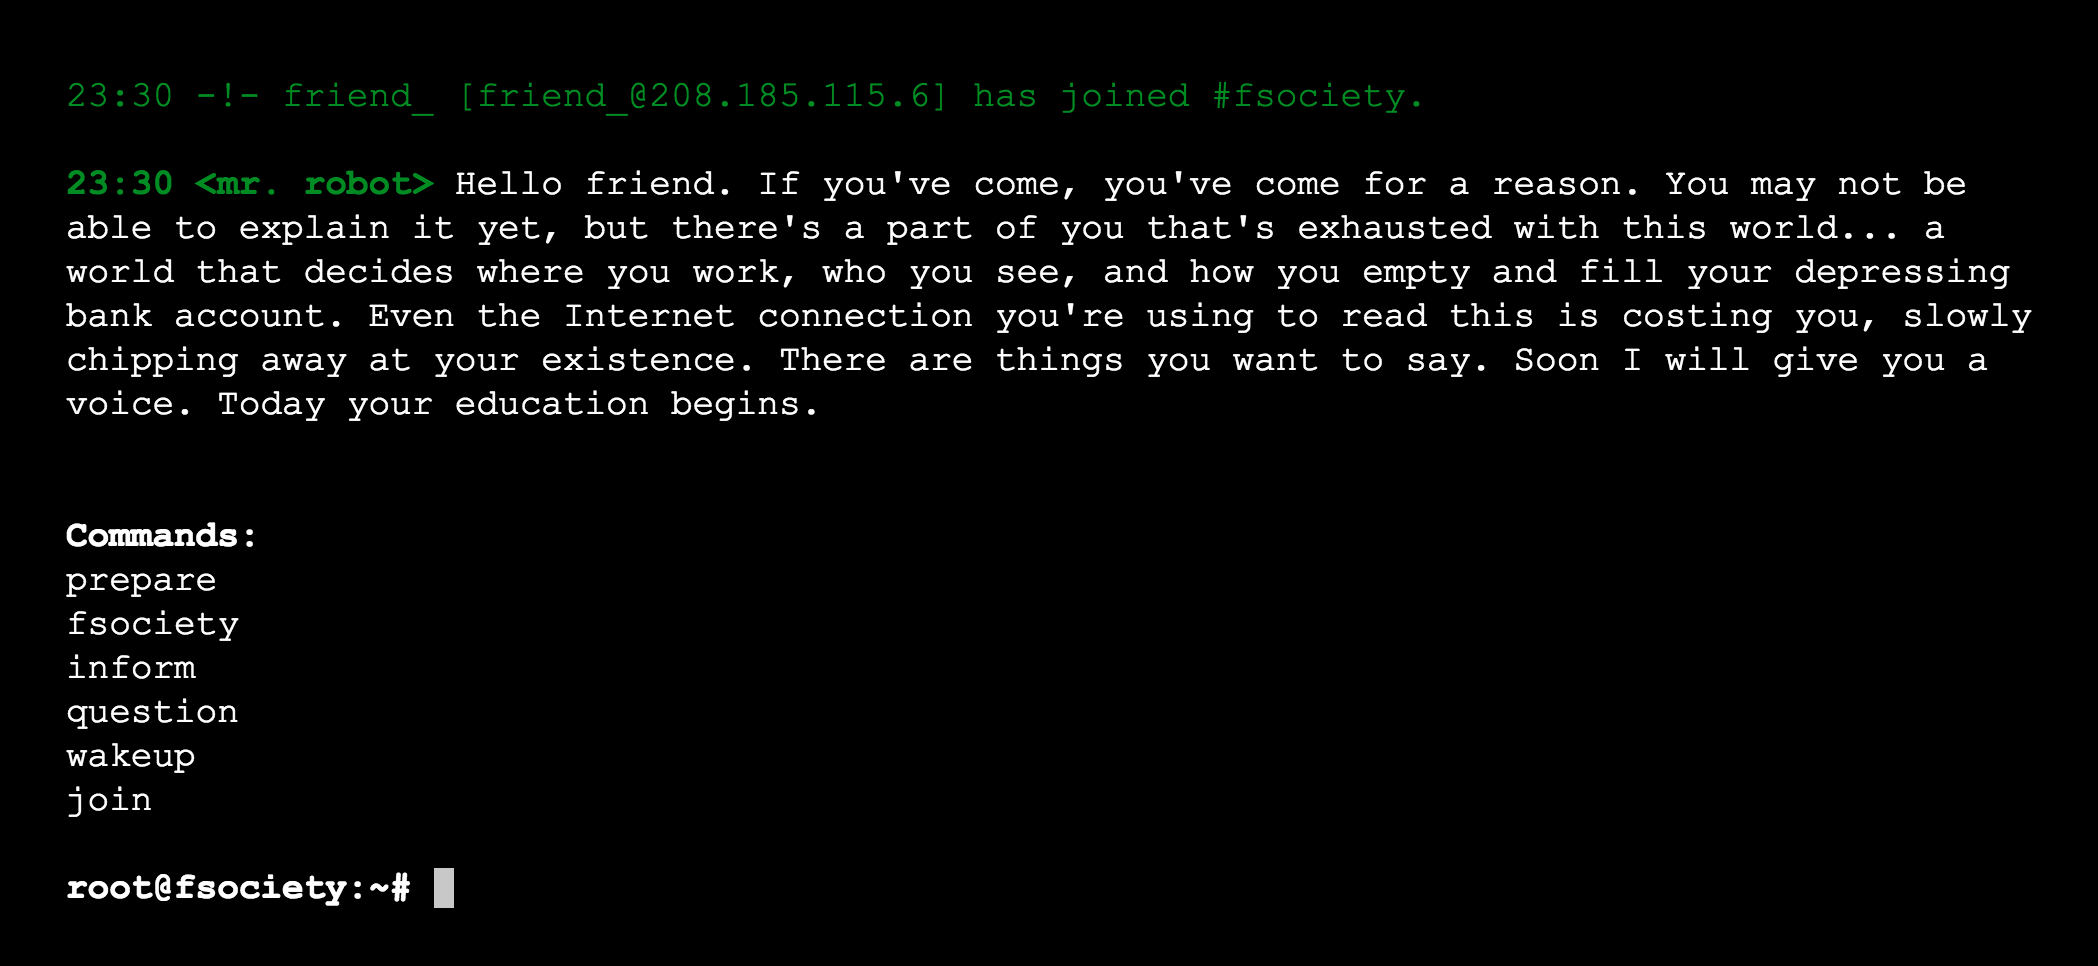 23:30 -!- friend_ [friend_@208.185.115.6] has joined #fsociety.
23:30 <mr. robot> Hello friend. If you've come, you've come for a reason. You may not be
able to explain it yet, but there's a part of you that's exhausted with this world... a
world that decides where you work, who you see, and how you empty and fill your depressing
bank account. Even the Internet connection you're using to read this is costing you, slowly
chipping away at your existence. There are things you want to say. Soon I will give you a
voice. Today your education begins.
Commands:
prepare
fsociety
inform
question
wakeup
join
root@fsociety:~#